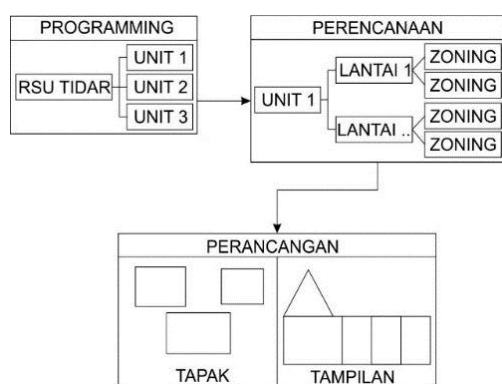 PROGRAMMING
RSU TIDAR
UNIT 1
UNIT 2
UNIT 3
PERENCANAAN
UNIT 1
LANTAI 1
LANTAI ..
ZONING
ZONING
ZONING
ZONING
PERANCANGAN
TAPAK
TAMPILAN